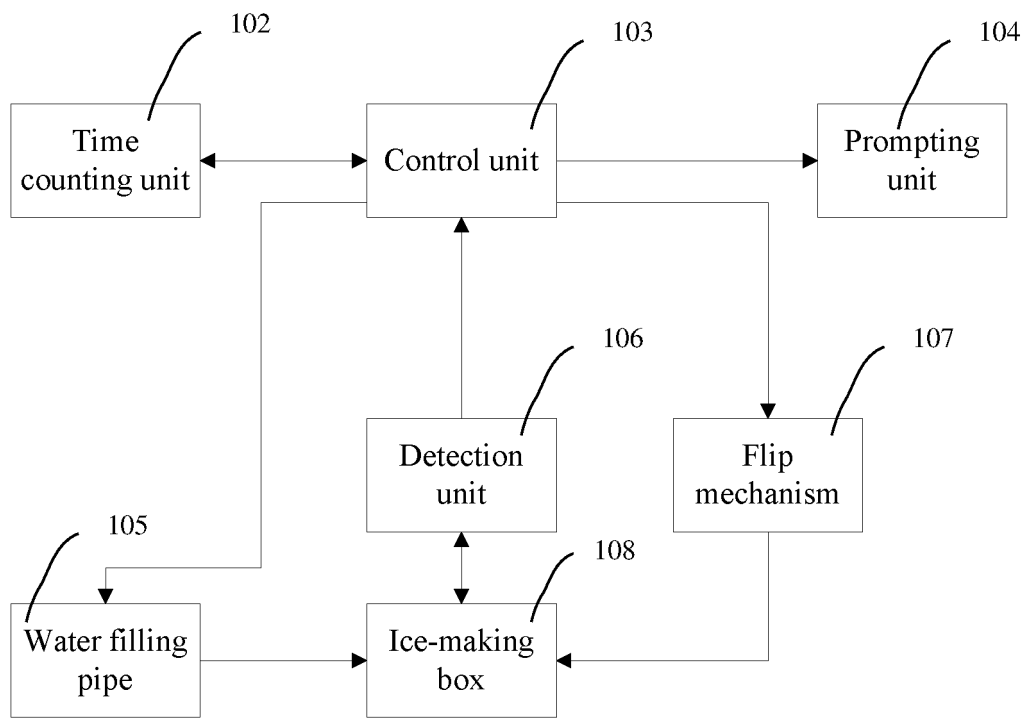 102
103
104
Time
counting unit
Control unit
Prompting
unit
106
107
Detection
unit
Flip
mechanism
105
108
Water filling
pipe
Ice-making
box